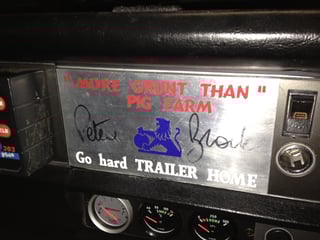 "MORE GRUNT THAN"
PIG FARM
Peter Brock
Go hard TRAILER HOME